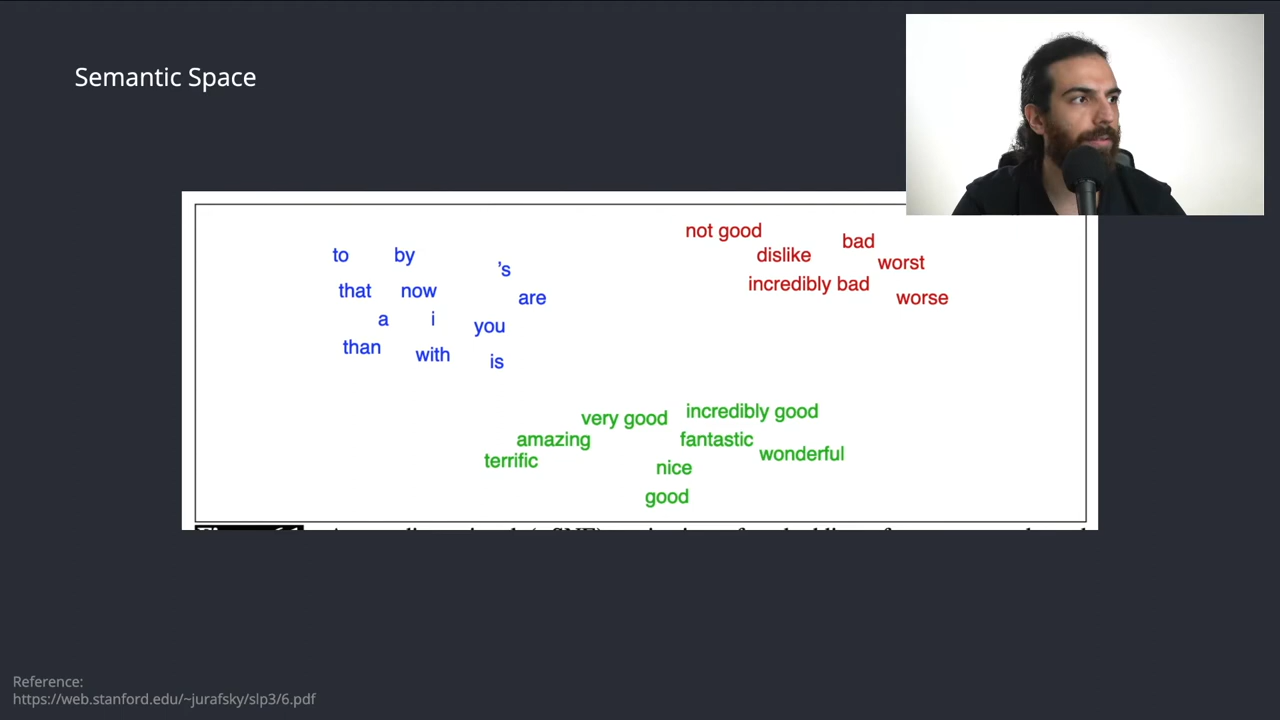 Semantic Space
not good
bad
to by
dislike
worst
's
incredibly bad
that now
are
worse
a i
you
than with
is
very good
incredibly good
amazing
fantastic
terrific
wonderful
nice
good
Reference:
https://web.stanford.edu/~jurafsky/slp3/6.pdf